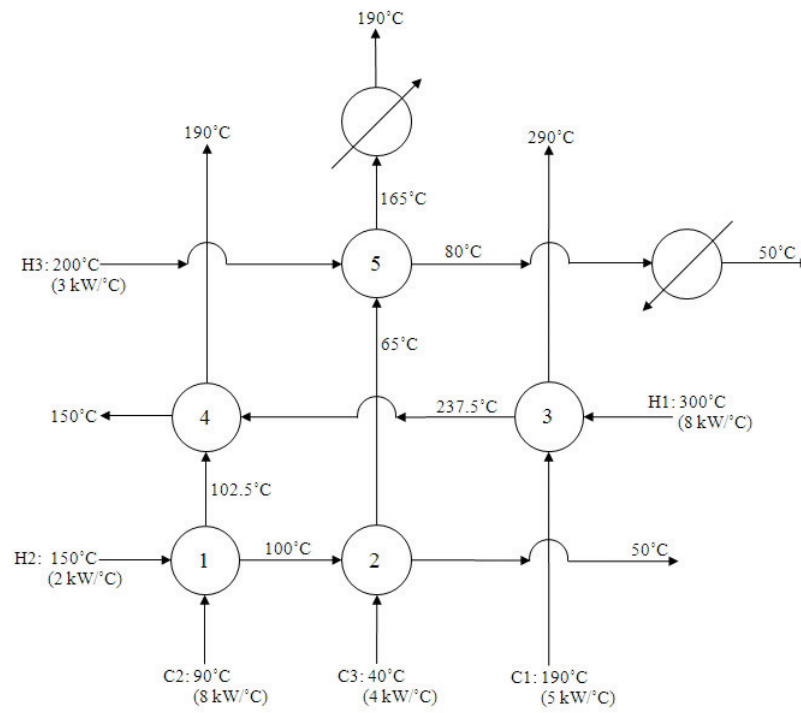 190˚C
190˚C
290˚C
165˚C
H3: 200˚C
(3 kW/˚C)
5
80˚C
50˚C
65˚C
150˚C
4
237.5˚C
3
H1: 300˚C
(8 kW/˚C)
102.5˚C
H2: 150˚C
(2 kW/˚C)
1
100˚C
2
50˚C
C2: 90˚C
(8 kW/˚C)
C3: 40˚C
(4 kW/˚C)
C1: 190˚C
(5 kW/˚C)